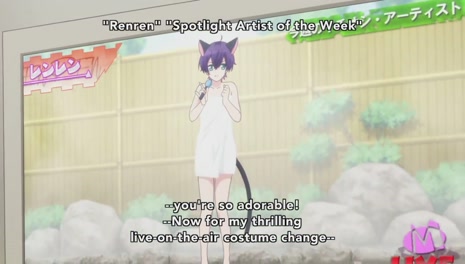 "Renren" "Spotlight Artist of the Week"
レンレン
ン・アーティスト
--you're so adorable!
--Now for my thrilling
live-on-the-air costume change--
M